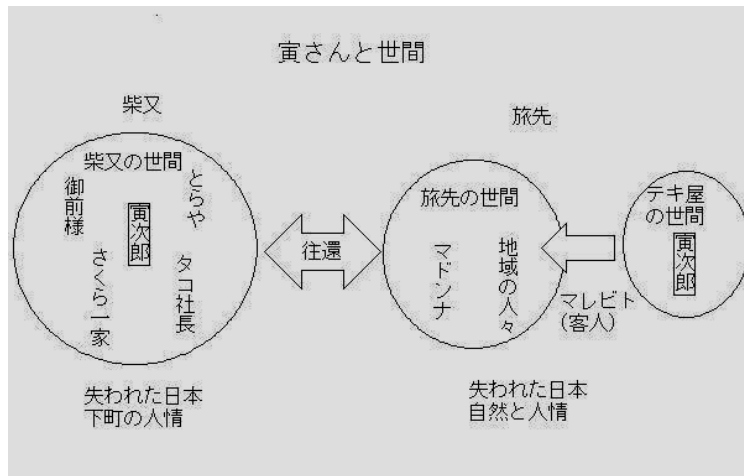 寅さんと世間
柴又
柴又の世間
御前様
寅次郎
とらや
さくら一家
タコ社長
失われた日本
下町の人情
往還
旅先
旅先の世間
マドンナ
地域の人々
失われた日本
自然と人情
マレビト
(客人)
テキ屋
の世間
寅次郎